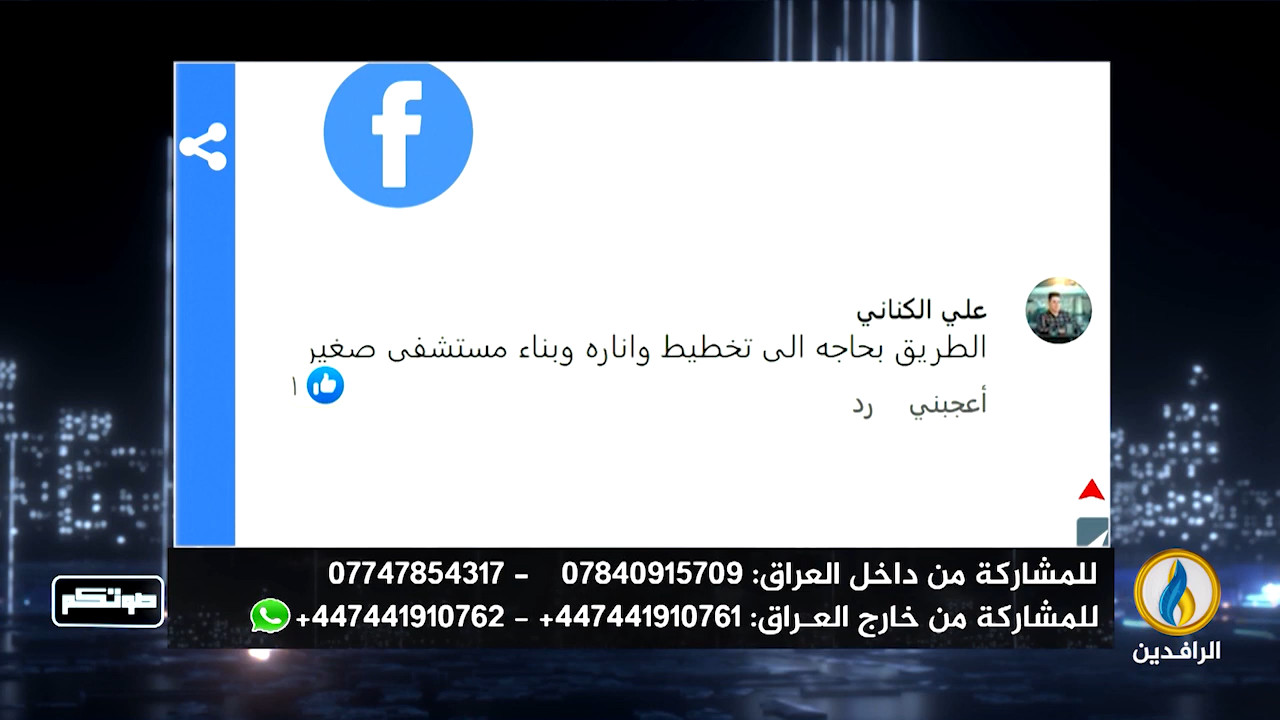 f
علي الكناني
الطريق بحاجه الى تخطيط واناره وبناء مستشفى صغير
١
أعجبني رد
للمشاركة من داخل العراق: 07840915709 - 07747854317
للمشاركة من خارج العـراق: 447441910761+ - 447441910762+
صوتكم
الرافدين